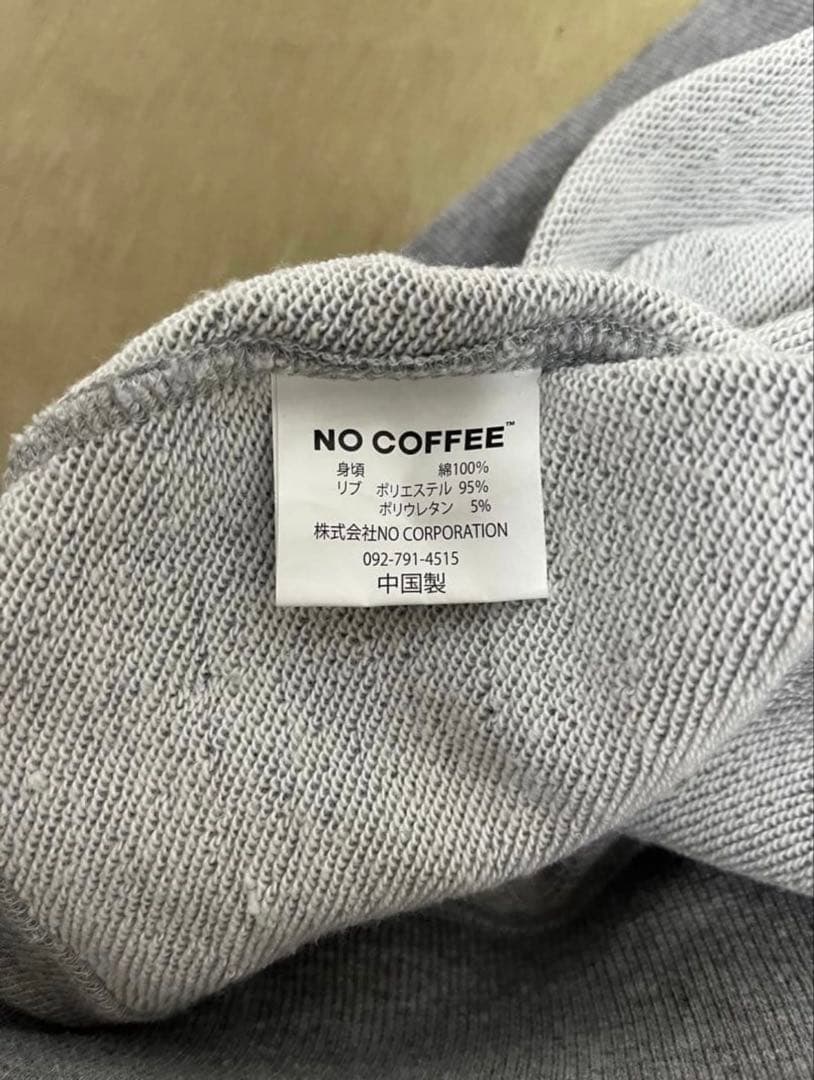 NO COFFEE™
身頃 綿100%
リブ ポリエステル 95%
ポリウレタン 5%
株式会社NO CORPORATION
092-791-4515
中国製